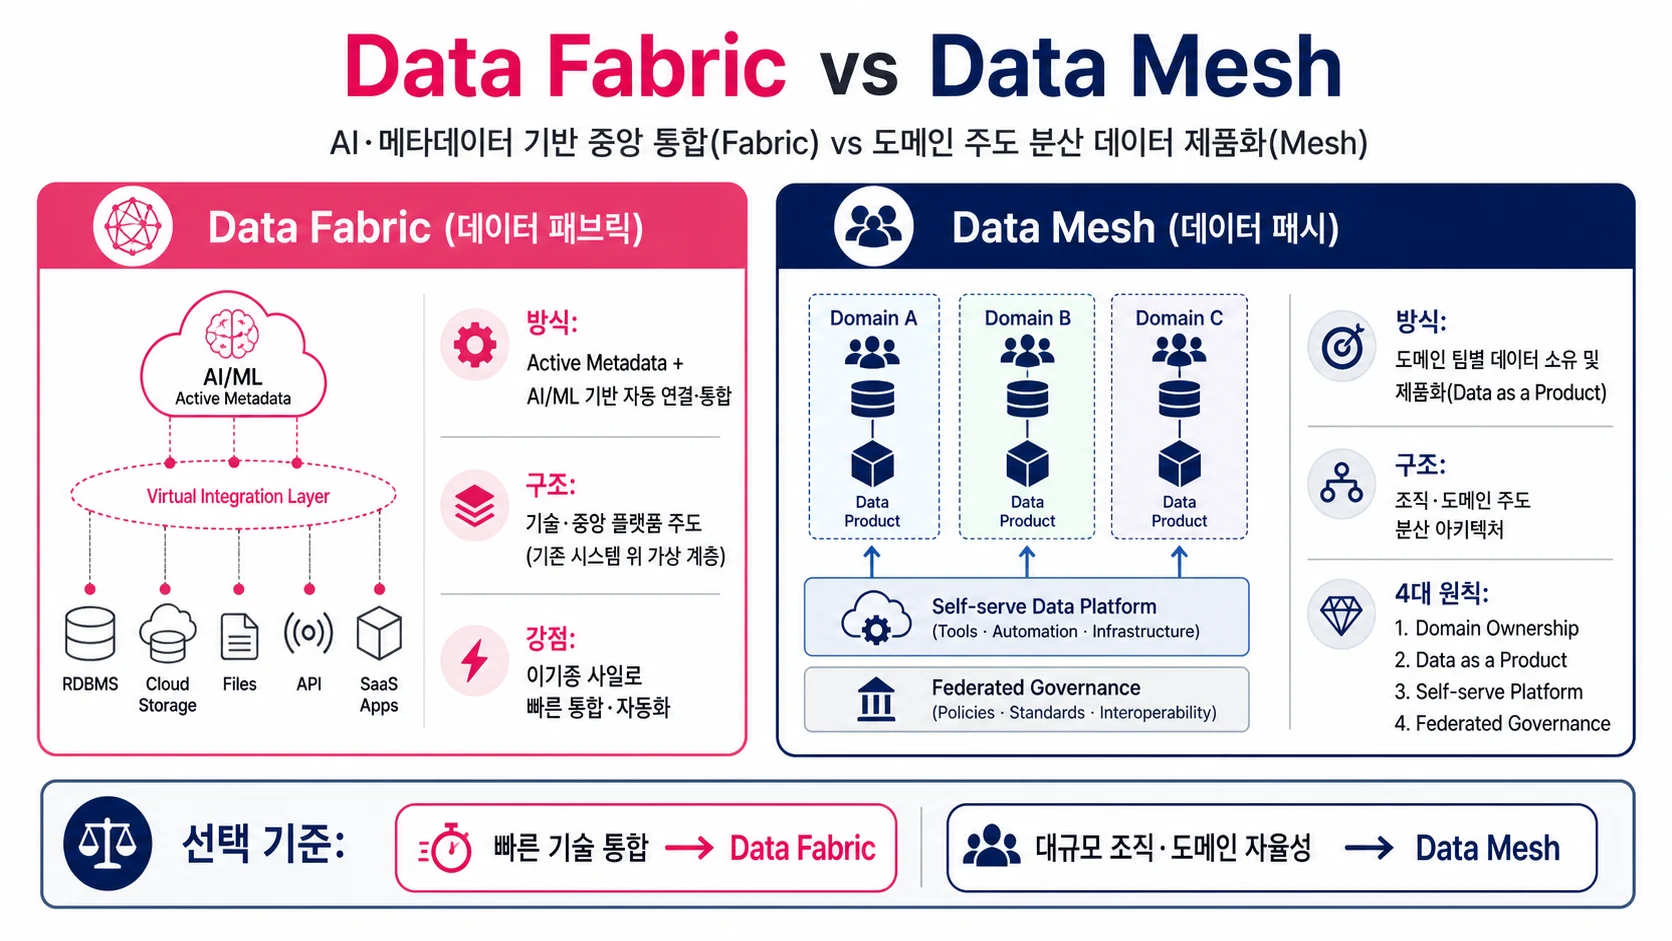 Data Fabric vs Data Mesh
AI·메타데이터 기반 중앙 통합(Fabric) vs 도메인 주도 분산 데이터 제품화(Mesh)
Data Fabric (데이터 패브릭)
AI/ML
Active Metadata
Virtual Integration Layer
RDBMS
Cloud
Storage
Files
API
SaaS
Apps
방식:
Active Metadata +
AI/ML 기반 자동 연결·통합
구조:
기술·중앙 플랫폼 주도
(기존 시스템 위 가상 계층)
강점:
이기종 사일로
빠른 통합·자동화
Data Mesh (데이터 패시)
Domain A
Data
Product
Domain B
Data
Product
Domain C
Data
Product
Self-serve Data Platform
(Tools · Automation · Infrastructure)
Federated Governance
(Policies · Standards · Interoperability)
방식:
도메인 팀별 데이터 소유 및
제품화(Data as a Product)
구조:
조직·도메인 주도
분산 아키텍처
4대 원칙:
1. Domain Ownership
2. Data as a Product
3. Self-serve Platform
4. Federated Governance
선택 기준:
빠른 기술 통합 → Data Fabric
대규모 조직·도메인 자율성 → Data Mesh